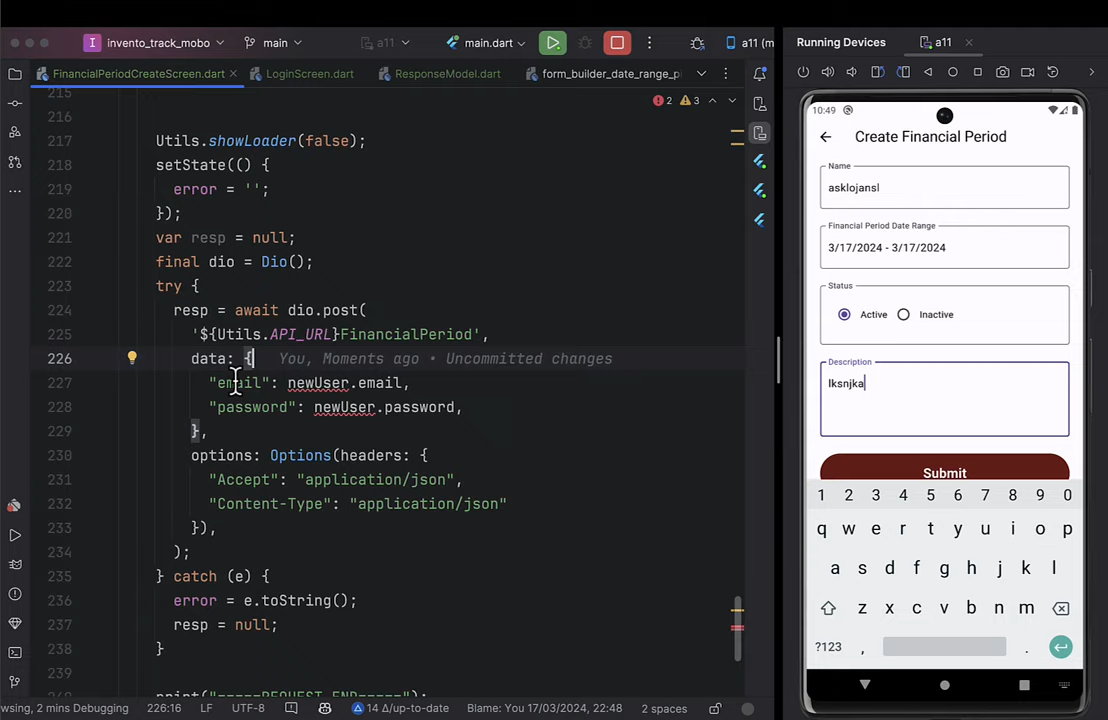 invento_track_mobo
main
a11
main.dart
a11 (m
Running Devices
a11
FinancialPeriodCreateScreen.dart
LoginScreen.dart
ResponseModel.dart
form_builder_date_range_p
2
3
215
216
217 Utils.showLoader(false);
218 setState(() {
219 error = '';
220 });
221 var resp = null;
222 final dio = Dio();
223 try {
224 resp = await dio.post(
225 '${Utils.API_URL}FinancialPeriod',
226 data: { You, Moments ago • Uncommitted changes
227 "email": newUser.email,
228 "password": newUser.password,
229 },
230 options: Options(headers: {
231 "Accept": "application/json",
232 "Content-Type": "application/json"
233 }),
234 );
235 } catch (e) {
236 error = e.toString();
237 resp = null;
238 }
239
print("=====REQUEST END=====");
wsing, 2 mins Debugging
226:16
LF
UTF-8
14 Δ/up-to-date
Blame: You 17/03/2024, 22:48
2 spaces
10:49
Create Financial Period
Name
asklojansl
Financial Period Date Range
3/17/2024 - 3/17/2024
Status
Active
Inactive
Description
lksnjka
Submit
1 2 3 4 5 6 7 8 9 0
q w e r t y u i o p
a s d f g h j k l
z x c v b n m
?123 , .